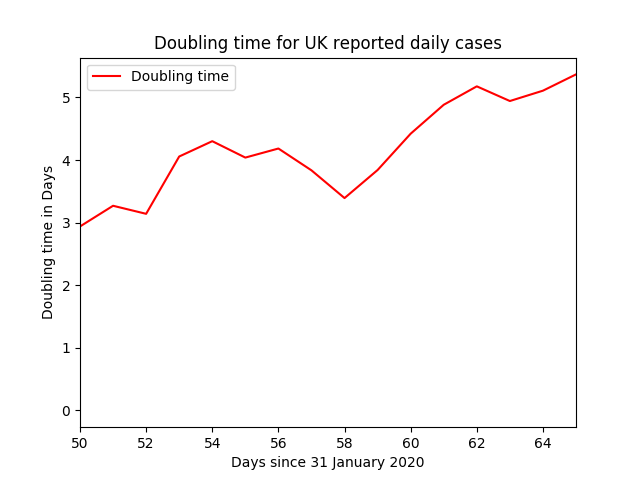 Doubling time for UK reported daily cases
Doubling time
Doubling time in Days
5
4
3
2
1
0
50 52 54 56 58 60 62 64
Days since 31 January 2020